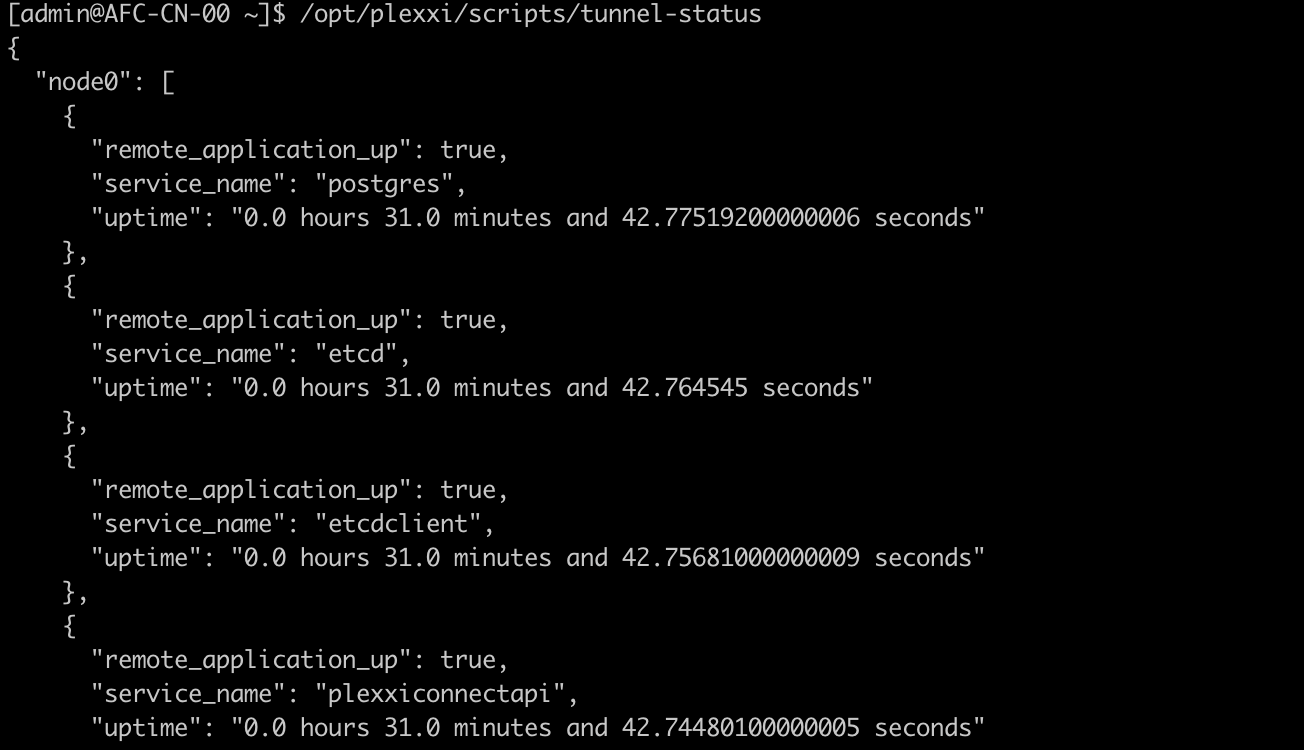 [admin@AFC-CN-00 ~]$ /opt/plexxi/scripts/tunnel-status
{
  "node0": [
    {
      "remote_application_up": true,
      "service_name": "postgres",
      "uptime": "0.0 hours 31.0 minutes and 42.77519200000006 seconds"
    },
    {
      "remote_application_up": true,
      "service_name": "etcd",
      "uptime": "0.0 hours 31.0 minutes and 42.764545 seconds"
    },
    {
      "remote_application_up": true,
      "service_name": "etcdclient",
      "uptime": "0.0 hours 31.0 minutes and 42.75681000000009 seconds"
    },
    {
      "remote_application_up": true,
      "service_name": "plexxiconnectapi",
      "uptime": "0.0 hours 31.0 minutes and 42.74480100000005 seconds"